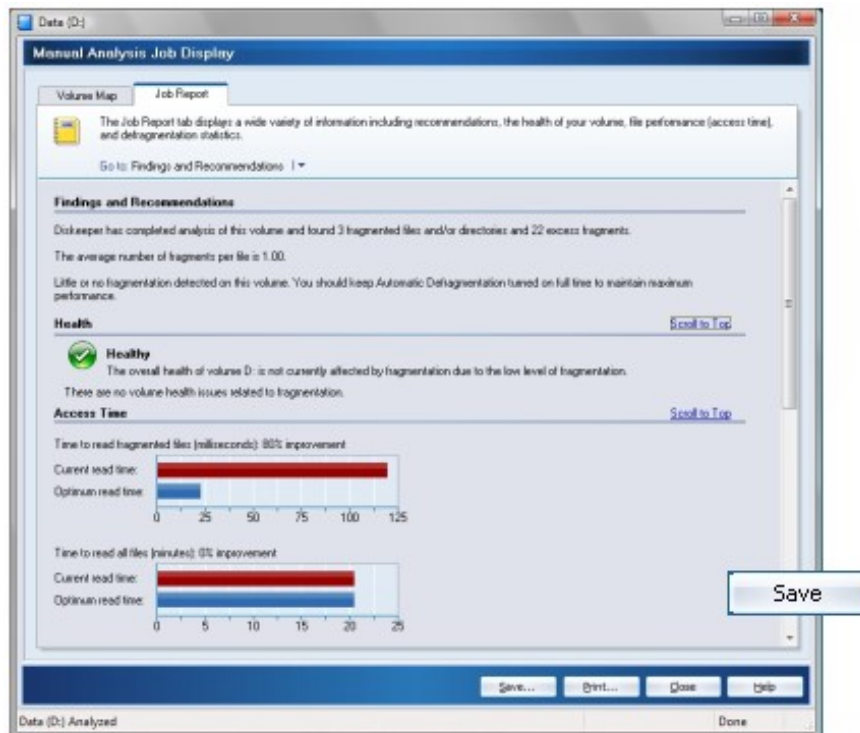 Data (D:)
Manual Analysis Job Display
Volume Map
Job Report
The Job Report tab displays a wide variety of information including recommendations, the health of your volume, file performance (access time),
and defragmentation statistics.
Go to: Findings and Recommendations
Findings and Recommendations
Diskeeper has completed analysis of this volume and found 3 fragmented files and/or directories and 22 excess fragments.
The average number of fragments per file is 1.00.
Little or no fragmentation detected on this volume. You should keep Automatic Defragmentation turned on full time to maintain maximum
performance.
Health
Scroll to Top
Healthy
The overall health of volume D: is not currently affected by fragmentation due to the low level of fragmentation.
There are no volume health issues related to fragmentation.
Access Time
Scroll to Top
Time to read fragmented files (milliseconds): 80% improvement
Current read time:
Optimum read time:
0 25 50 75 100 125
Time to read all files (minutes): 0% improvement
Current read time:
Optimum read time:
0 5 10 15 20 25
Save
Save... Print... Close Help
Data (D:) Analyzed
Done